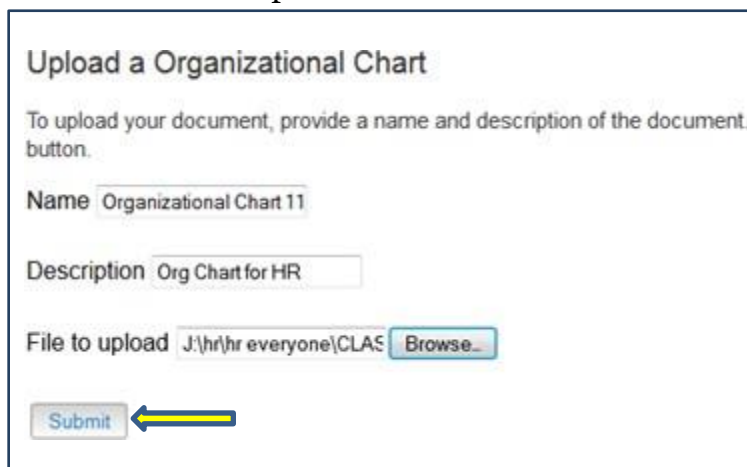 Upload a Organizational Chart
To upload your document, provide a name and description of the document.
button.
Name Organizational Chart 11
Description Org Chart for HR
File to upload J:\hr\hr everyone\CLAS Browse...
Submit